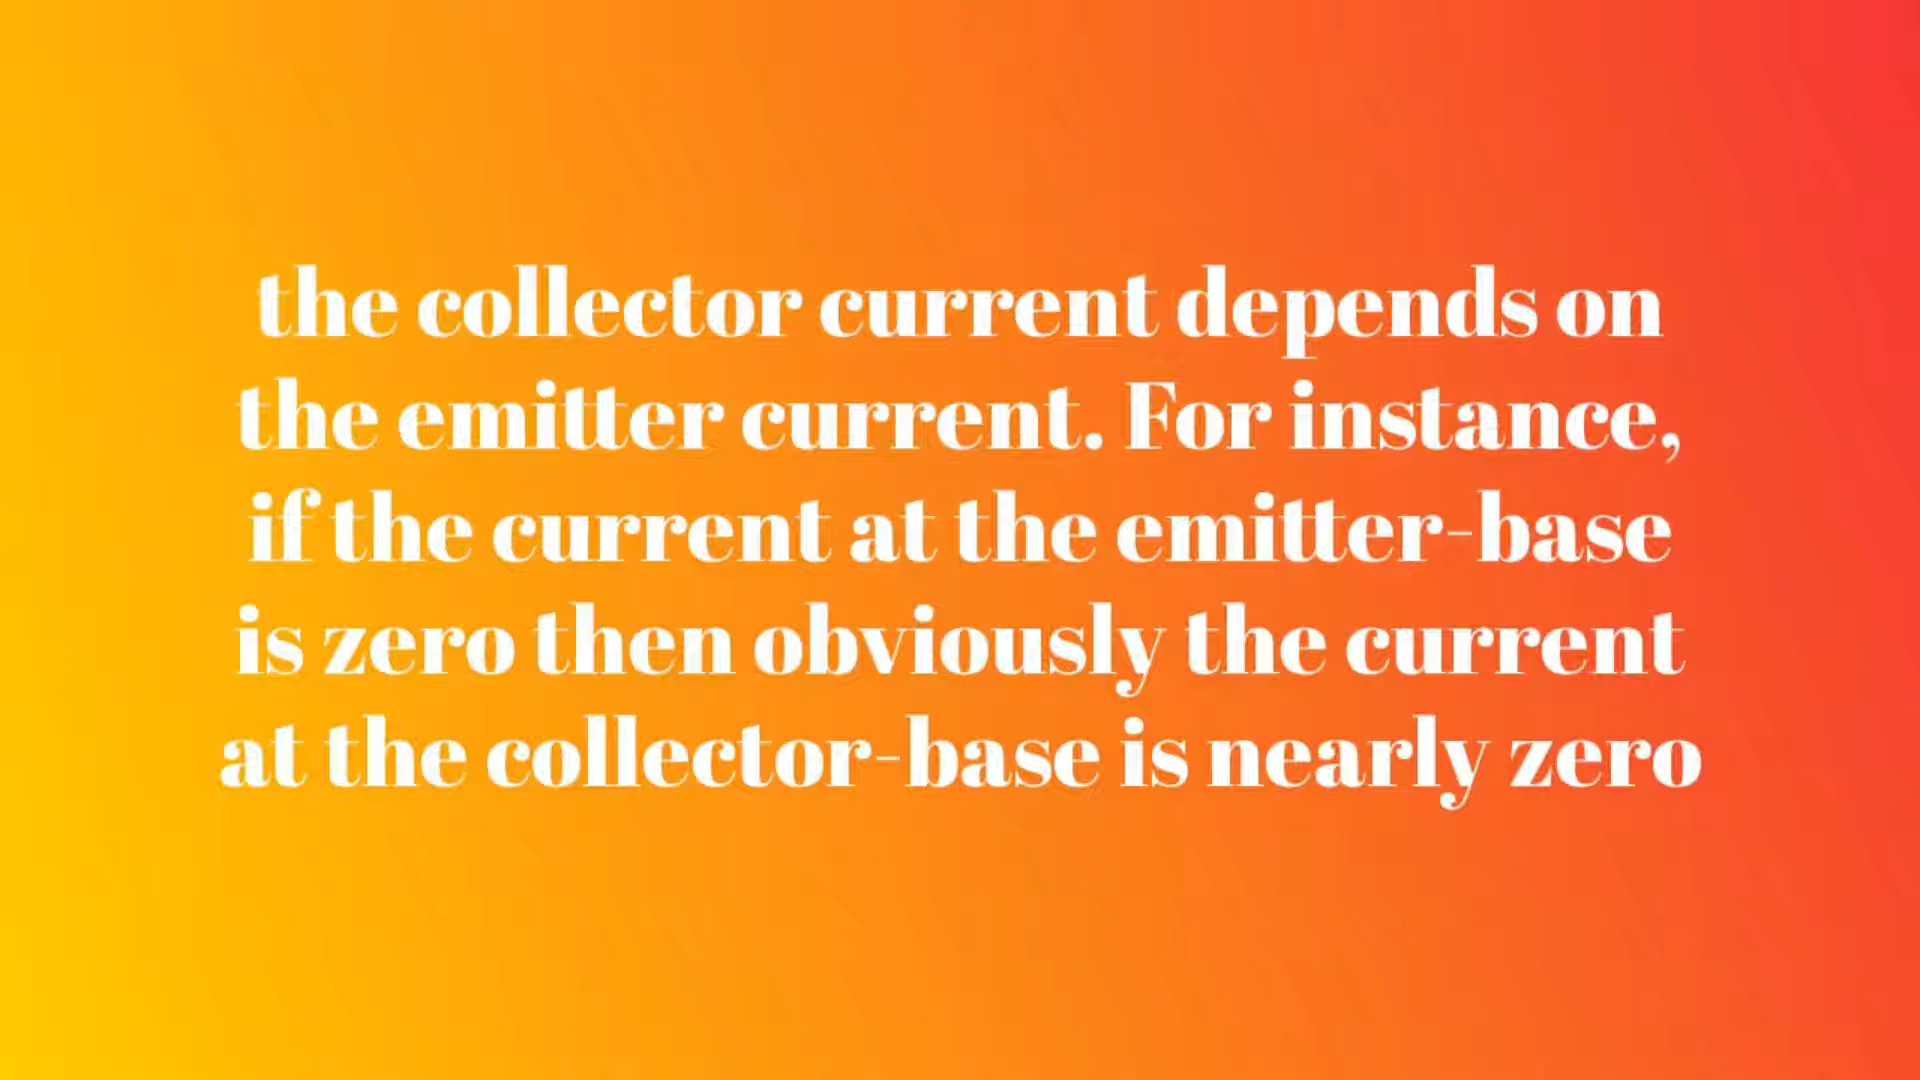 the collector current depends on
the emitter current. For instance,
if the current at the emitter-base
is zero then obviously the current
at the collector-base is nearly zero